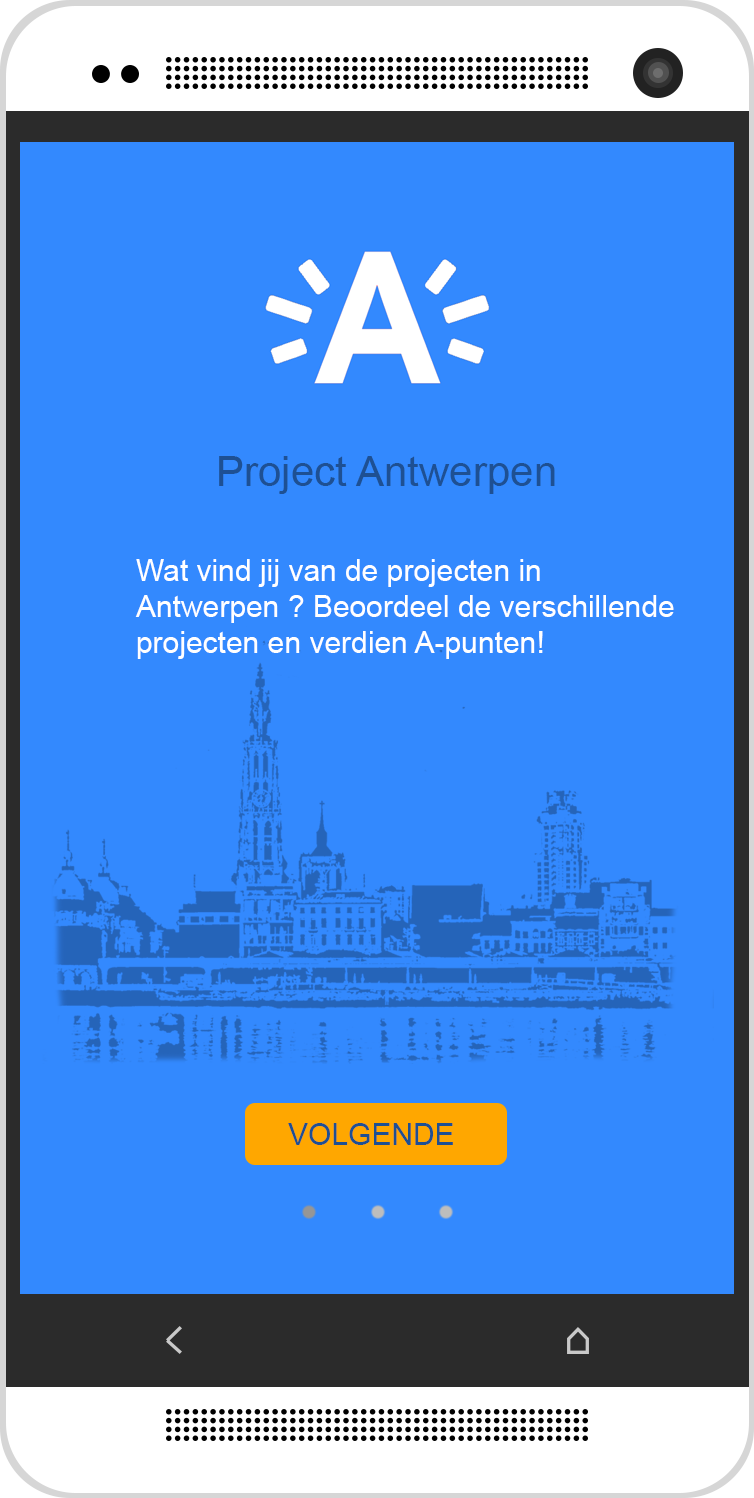 A
Project Antwerpen
Wat vind jij van de projecten in
Antwerpen ? Beoordeel de verschillende
projecten en verdien A-punten!
VOLGENDE